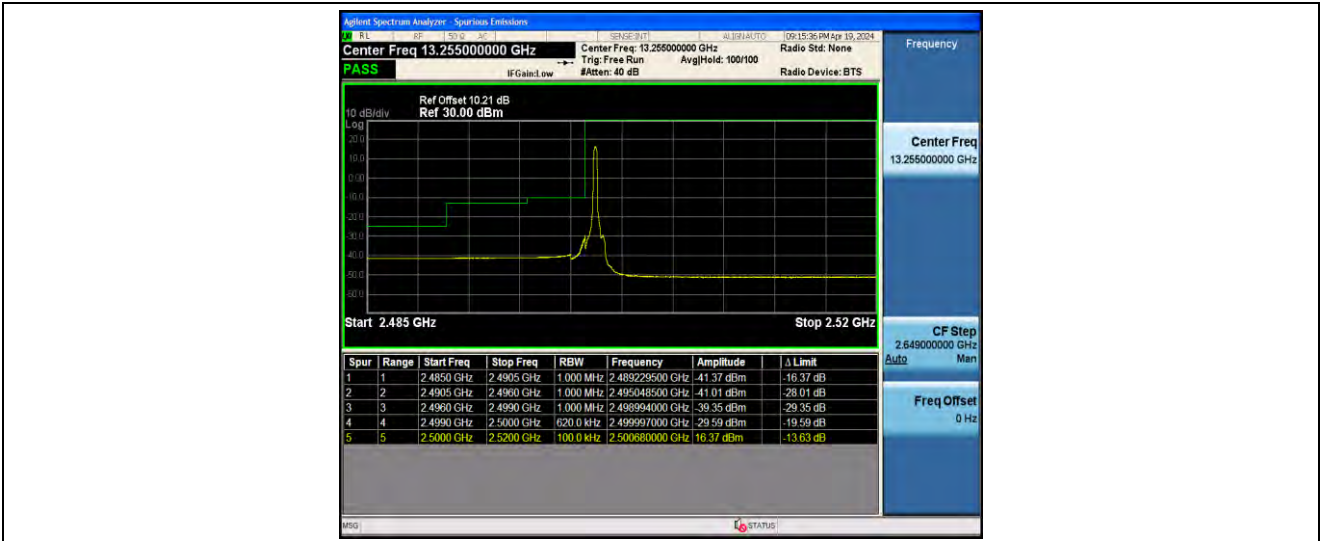 Agilent Spectrum Analyzer - Spurious Emissions
RL RF 50 Ω AC SENSE:INT ALIGNAUTO 09:15:36 PM Apr 19, 2024
Center Freq 13.255000000 GHz Center Freq: 13.255000000 GHz Radio Std: None Frequency
Trig: Free Run Avg|Hold: 100/100
PASS IFGain:Low #Atten: 40 dB Radio Device: BTS
Ref Offset 10.21 dB
10 dB/div Ref 30.00 dBm
Log
20.0
10.0
0.00
-10.0
-20.0
-30.0
-40.0
-50.0
-60.0
Start 2.485 GHz Stop 2.52 GHz
Center Freq
13.255000000 GHz
CF Step
2.649000000 GHz
Auto Man
Freq Offset
0 Hz
Spur Range Start Freq Stop Freq RBW Frequency Amplitude Δ Limit
1 1 2.4850 GHz 2.4905 GHz 1.000 MHz 2.489229500 GHz -41.37 dBm -16.37 dB
2 2 2.4905 GHz 2.4960 GHz 1.000 MHz 2.495048500 GHz -41.01 dBm -28.01 dB
3 3 2.4960 GHz 2.4990 GHz 1.000 MHz 2.498994000 GHz -39.35 dBm -29.35 dB
4 4 2.4990 GHz 2.5000 GHz 620.0 kHz 2.499997000 GHz -29.59 dBm -19.59 dB
5 5 2.5000 GHz 2.5200 GHz 100.0 kHz 2.500680000 GHz 16.37 dBm -13.63 dB
MSG STATUS